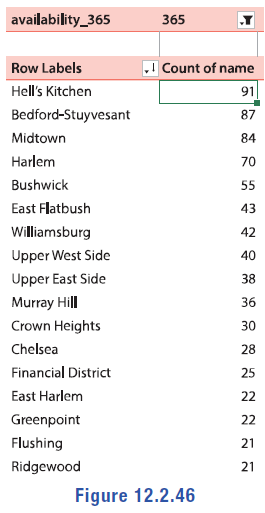 availability_365 365
Row Labels Count of name
Hell's Kitchen 91
Bedford-Stuyvesant 87
Midtown 84
Harlem 70
Bushwick 55
East Flatbush 43
Williamsburg 42
Upper West Side 40
Upper East Side 38
Murray Hill 36
Crown Heights 30
Chelsea 28
Financial District 25
East Harlem 22
Greenpoint 22
Flushing 21
Ridgewood 21
Figure 12.2.46